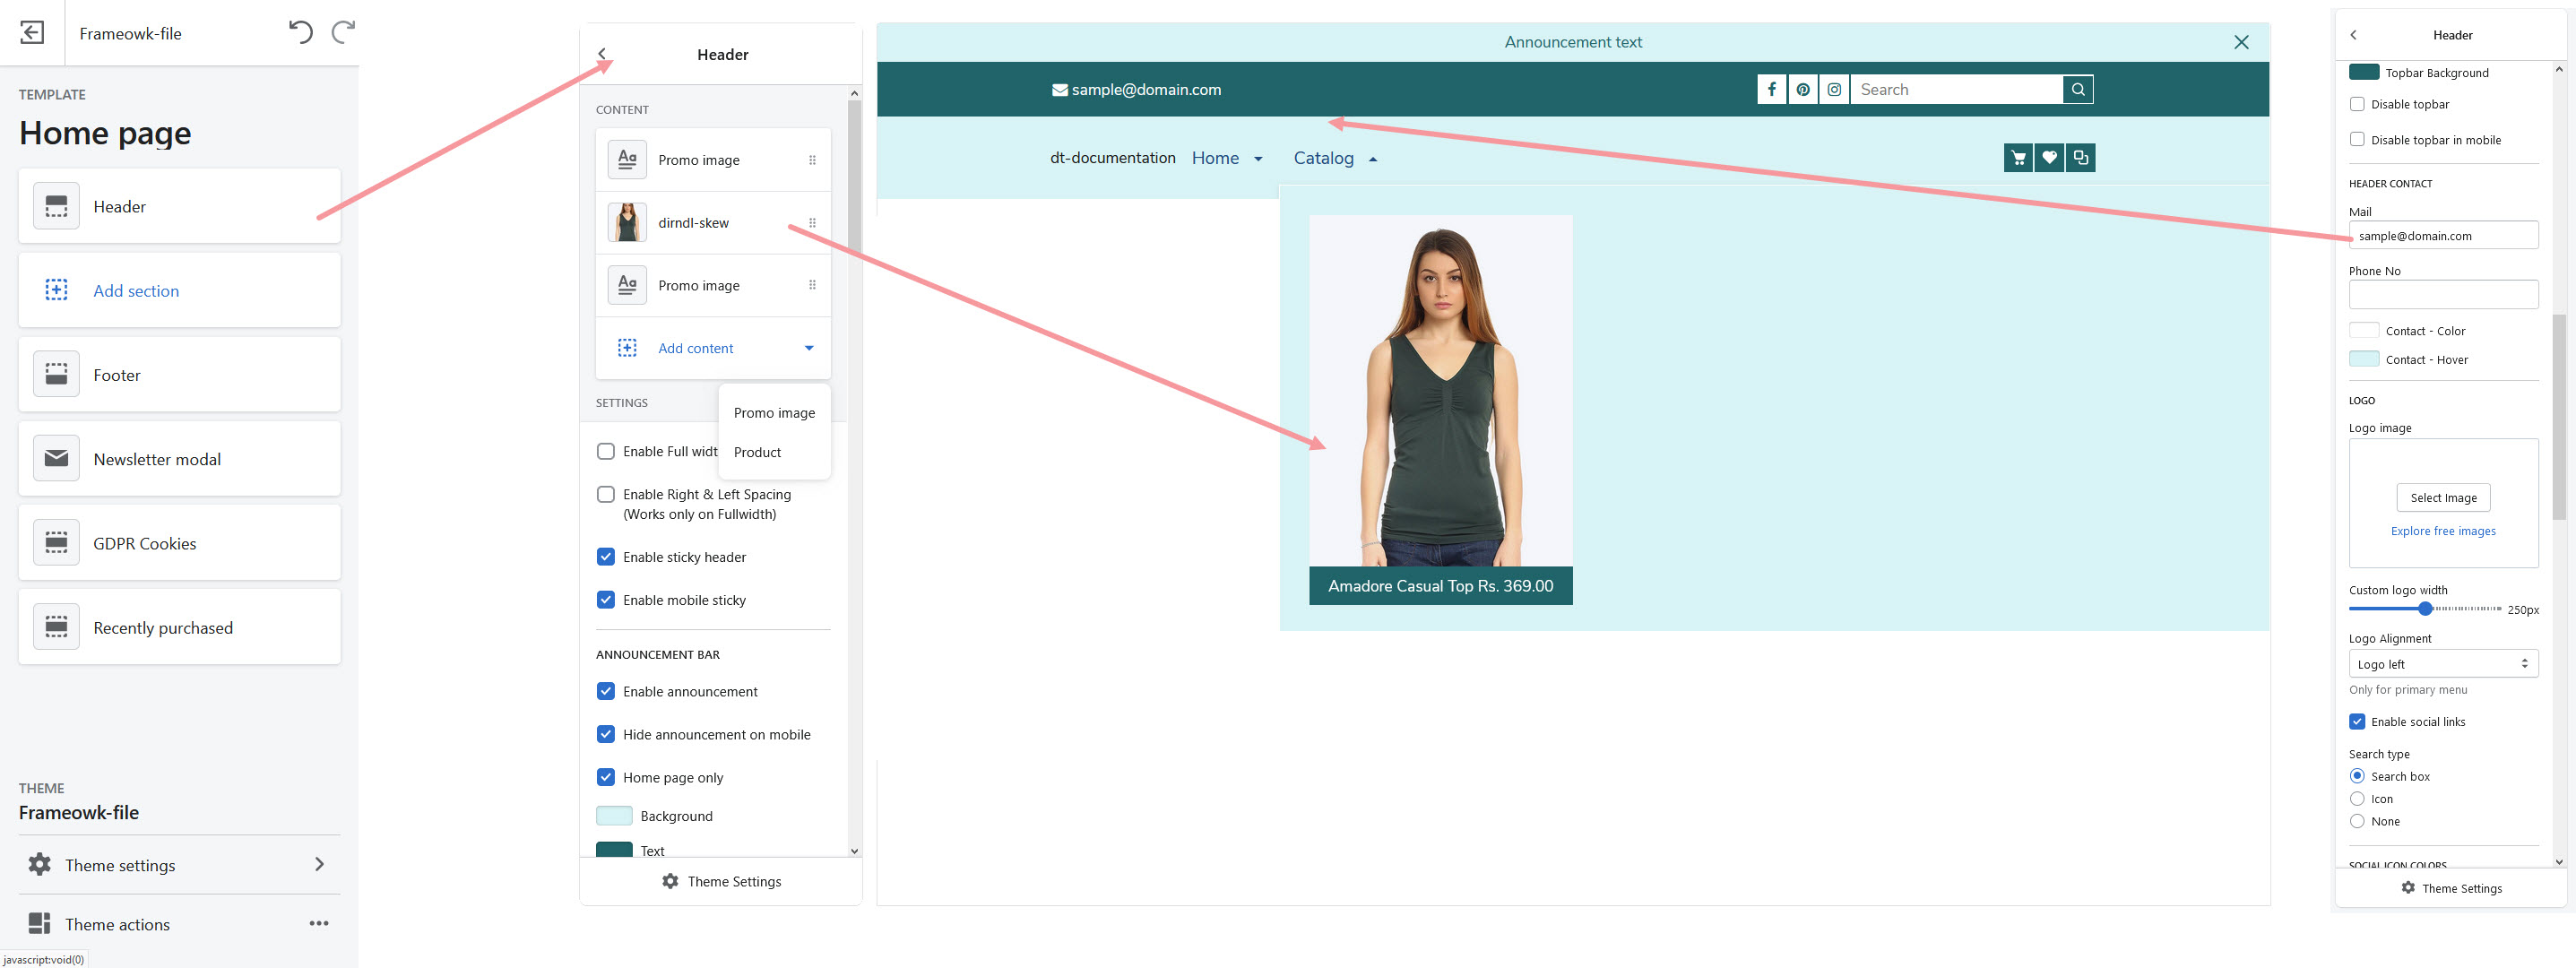 Frameowk-file
TEMPLATE
Home page
Header
Add section
Footer
Newsletter modal
GDPR Cookies
Recently purchased
THEME
Frameowk-file
Theme settings
Theme actions
javascript:void(0)
Header
CONTENT
Aa Promo image
dirndl-skew
Aa Promo image
Add content
SETTINGS
Promo image
Product
Enable Full widt
Enable Right & Left Spacing
(Works only on Fullwidth)
Enable sticky header
Enable mobile sticky
ANNOUNCEMENT BAR
Enable announcement
Hide announcement on mobile
Home page only
Background
Text
Theme Settings
Announcement text
sample@domain.com
Search
dt-documentation Home Catalog
Amadore Casual Top Rs. 369.00
Header
Topbar Background
Disable topbar
Disable topbar in mobile
HEADER CONTACT
Mail
sample@domain.com
Phone No
Contact - Color
Contact - Hover
LOGO
Logo image
Select Image
Explore free images
Custom logo width
250px
Logo Alignment
Logo left
Only for primary menu
Enable social links
Search type
Search box
Icon
None
SOCIAL ICON COLORS
Theme Settings